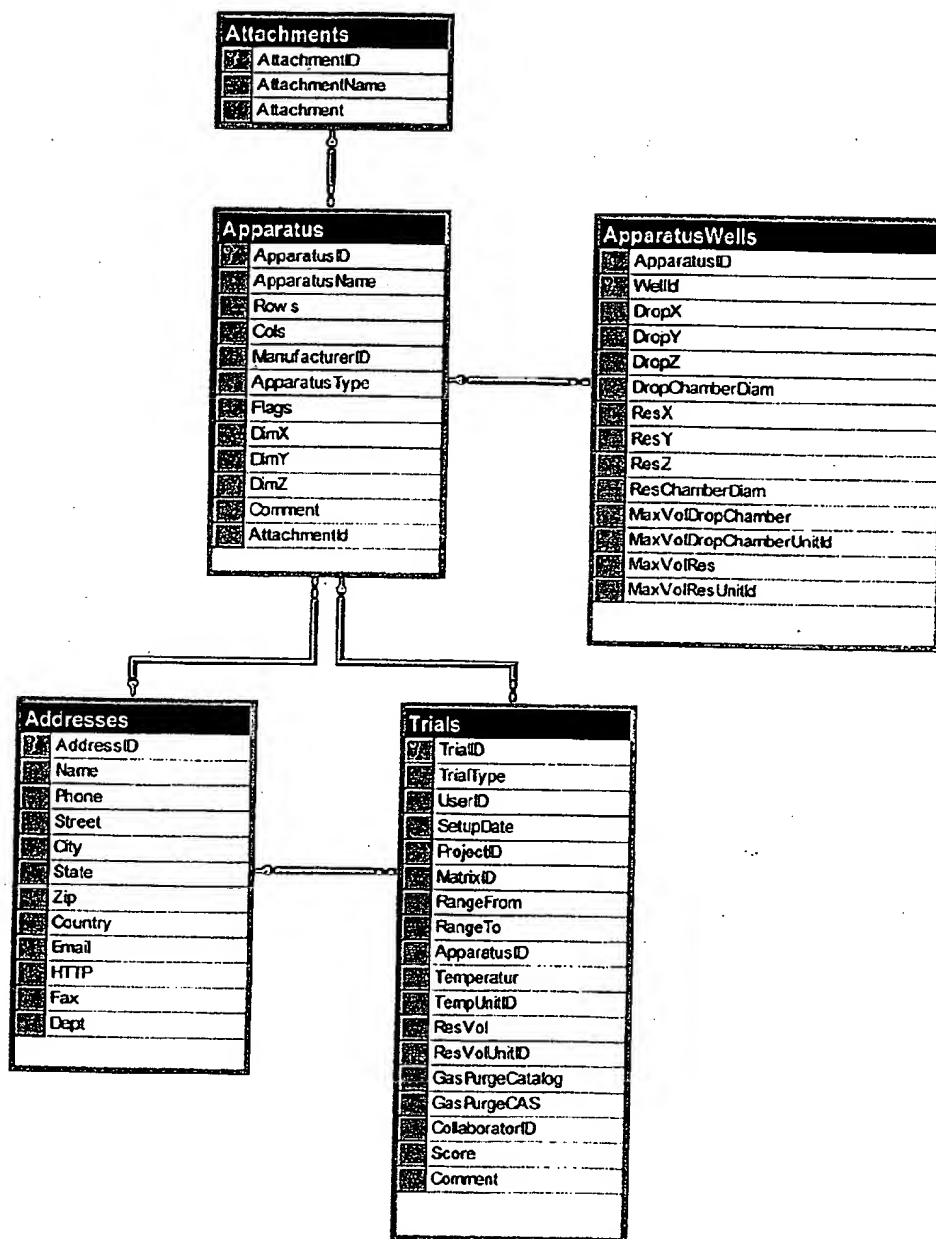 Attachments
AttachmentID
AttachmentName
Attachment
Apparatus
ApparatusID
ApparatusName
Rows
Cols
ManufacturerID
ApparatusType
Flags
DimX
DimY
DimZ
Comment
AttachmentId
ApparatusWells
ApparatusID
WellId
DropX
DropY
DropZ
DropChamberDiam
ResX
ResY
ResZ
ResChamberDiam
MaxVolDropChamber
MaxVolDropChamberUnitId
MaxVolRes
MaxVolResUnitId
Addresses
AddressID
Name
Phone
Street
City
State
Zip
Country
Email
HTTP
Fax
Dept
Trials
TrialID
TrialType
UserID
SetupDate
ProjectID
MatrixID
RangeFrom
RangeTo
ApparatusID
Temperatur
TempUnitID
ResVol
ResVolUnitID
GasPurgeCatalog
GasPurgeCAS
CollaboratorID
Score
Comment